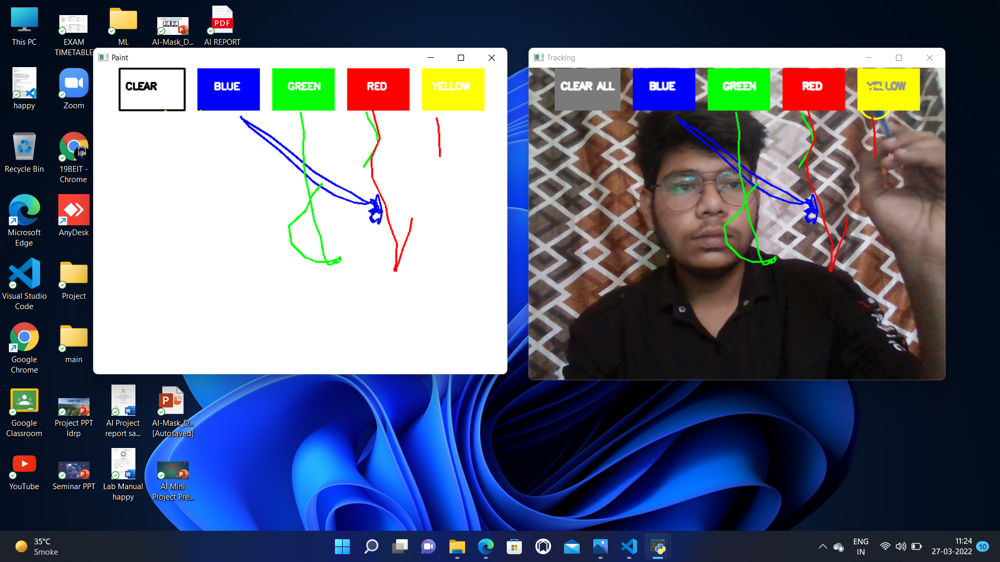 This PC
EXAM
TIMETABLE
ML
AI-Mask_D...
PDF
AI REPORT
happy
Zoom
Recycle Bin
19BEIT -
Chrome
Microsoft
Edge
AnyDesk
Visual Studio
Code
Project
Google
Chrome
main
Google
Classroom
Project PPT
ldrp
AI Project
report sa...
AI-Mask_D...
[Autosaved]
YouTube
Seminar PPT
Lab Manual
happy
AI Mini
Project Pre...
Paint
CLEAR
BLUE
GREEN
RED
YELLOW
Tracking
CLEAR ALL
BLUE
GREEN
RED
YELLOW
35°C
Smoke
ENG
IN
11:24
27-03-2022
10